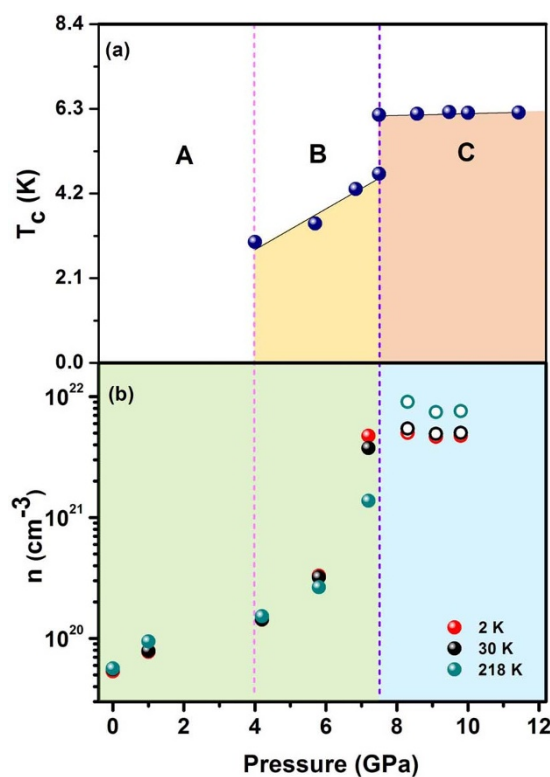 8.4
(a)
6.3
A
B
C
4.2
T_c (K)
2.1
0.0
10^22
(b)
10^21
n (cm^-3)
10^20
2 K
30 K
218 K
0 2 4 6 8 10 12
Pressure (GPa)